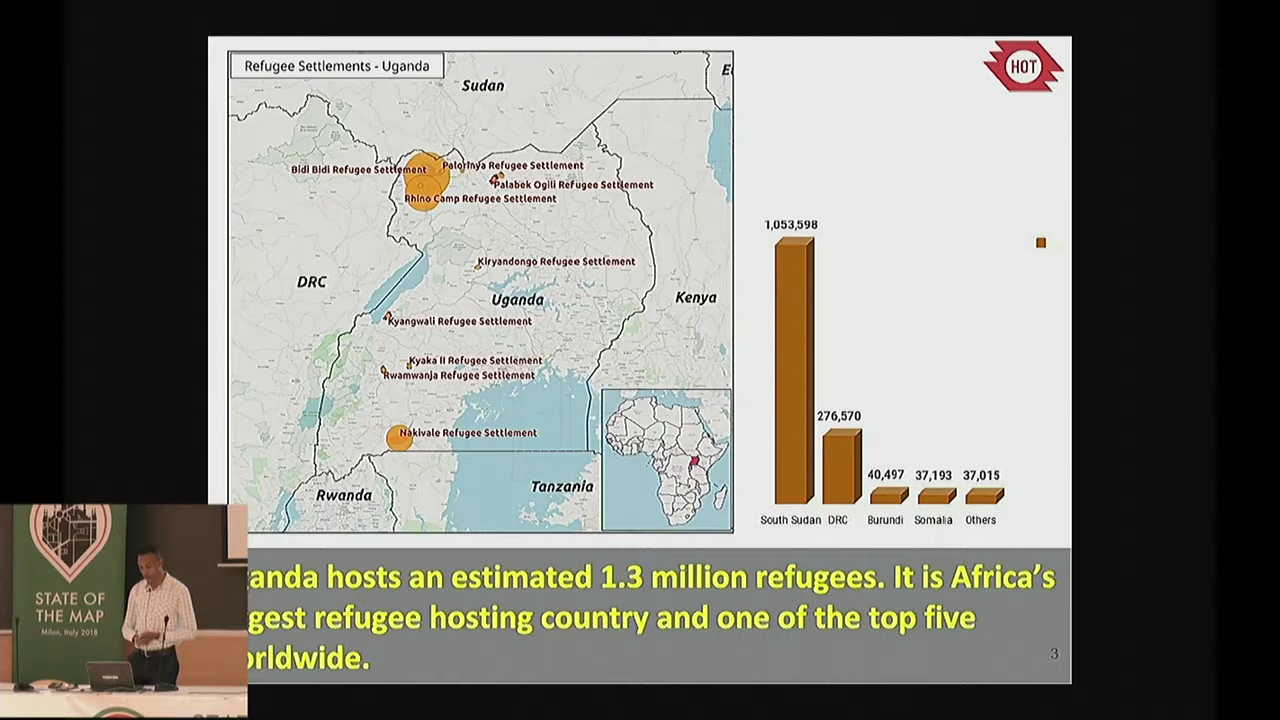 Refugee Settlements - Uganda
HOT
Sudan
Bidi Bidi Refugee Settlement
Palorinya Refugee Settlement
Palabek Ogili Refugee Settlement
Rhino Camp Refugee Settlement
Kiryandongo Refugee Settlement
DRC
Uganda
Kenya
Kyangwali Refugee Settlement
Kyaka II Refugee Settlement
Rwamwanja Refugee Settlement
Nakivale Refugee Settlement
Rwanda
Tanzania
1,053,598
276,570
40,497
37,193
37,015
South Sudan
DRC
Burundi
Somalia
Others
anda hosts an estimated 1.3 million refugees. It is Africa's
gest refugee hosting country and one of the top five
orldwide.
3
STATE OF
THE MAP
Milan, Italy 2018